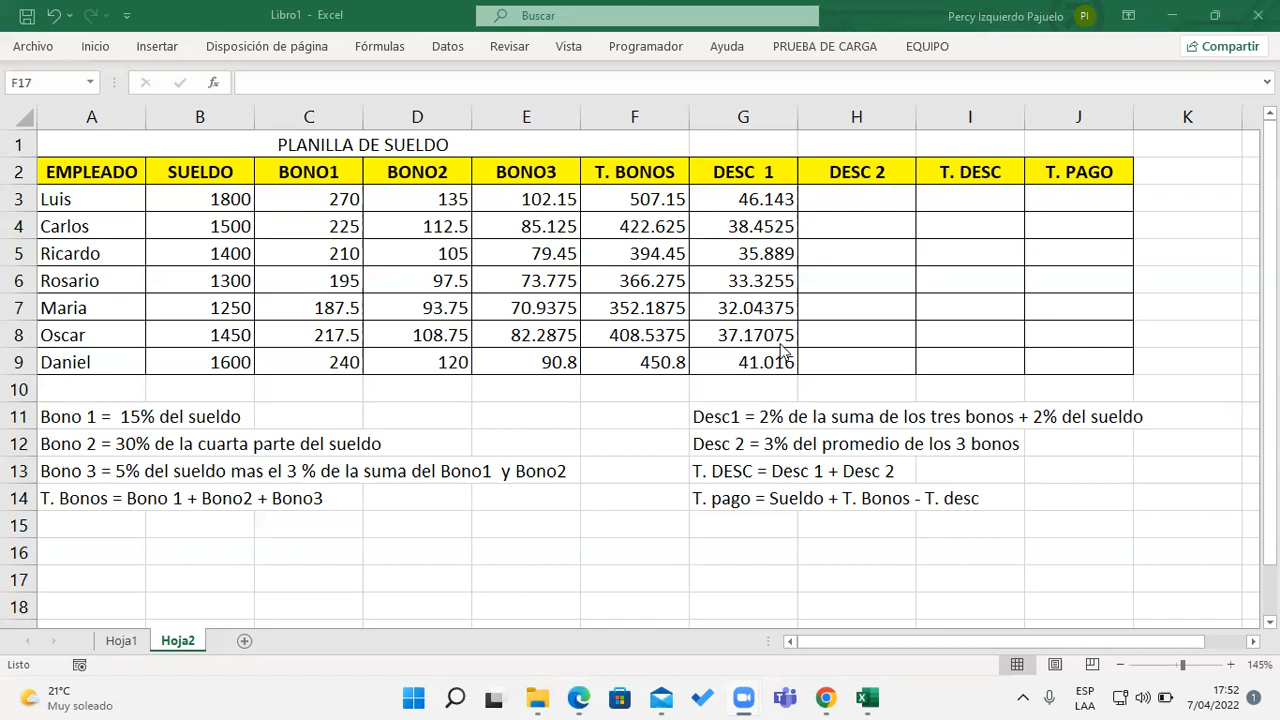 Libro1 - Excel
Buscar
Percy Izquierdo Pajuelo
PI
Archivo Inicio Insertar Disposición de página Fórmulas Datos Revisar Vista Programador Ayuda PRUEBA DE CARGA EQUIPO Compartir
F17 fx
A B C D E F G H I J K
1 PLANILLA DE SUELDO
2 EMPLEADO SUELDO BONO1 BONO2 BONO3 T. BONOS DESC 1 DESC 2 T. DESC T. PAGO
3 Luis 1800 270 135 102.15 507.15 46.143
4 Carlos 1500 225 112.5 85.125 422.625 38.4525
5 Ricardo 1400 210 105 79.45 394.45 35.889
6 Rosario 1300 195 97.5 73.775 366.275 33.3255
7 Maria 1250 187.5 93.75 70.9375 352.1875 32.04375
8 Oscar 1450 217.5 108.75 82.2875 408.5375 37.17075
9 Daniel 1600 240 120 90.8 450.8 41.016
10
11 Bono 1 = 15% del sueldo Desc1 = 2% de la suma de los tres bonos + 2% del sueldo
12 Bono 2 = 30% de la cuarta parte del sueldo Desc 2 = 3% del promedio de los 3 bonos
13 Bono 3 = 5% del sueldo mas el 3 % de la suma del Bono1 y Bono2 T. DESC = Desc 1 + Desc 2
14 T. Bonos = Bono 1 + Bono2 + Bono3 T. pago = Sueldo + T. Bonos - T. desc
15
16
17
18
Hoja1 Hoja2
Listo 145%
21°C
Muy soleado
ESP
LAA
17:52
7/04/2022
1